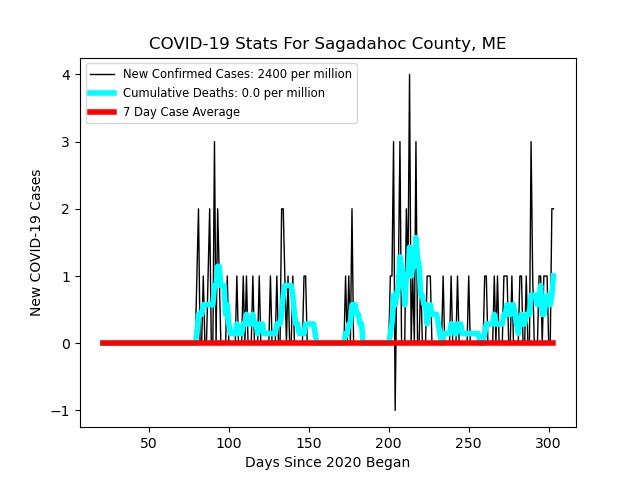 COVID-19 Stats For Sagadahoc County, ME
New Confirmed Cases: 2400 per million
Cumulative Deaths: 0.0 per million
7 Day Case Average
New COVID-19 Cases
4
3
2
1
0
−1
50 100 150 200 250 300
Days Since 2020 Began